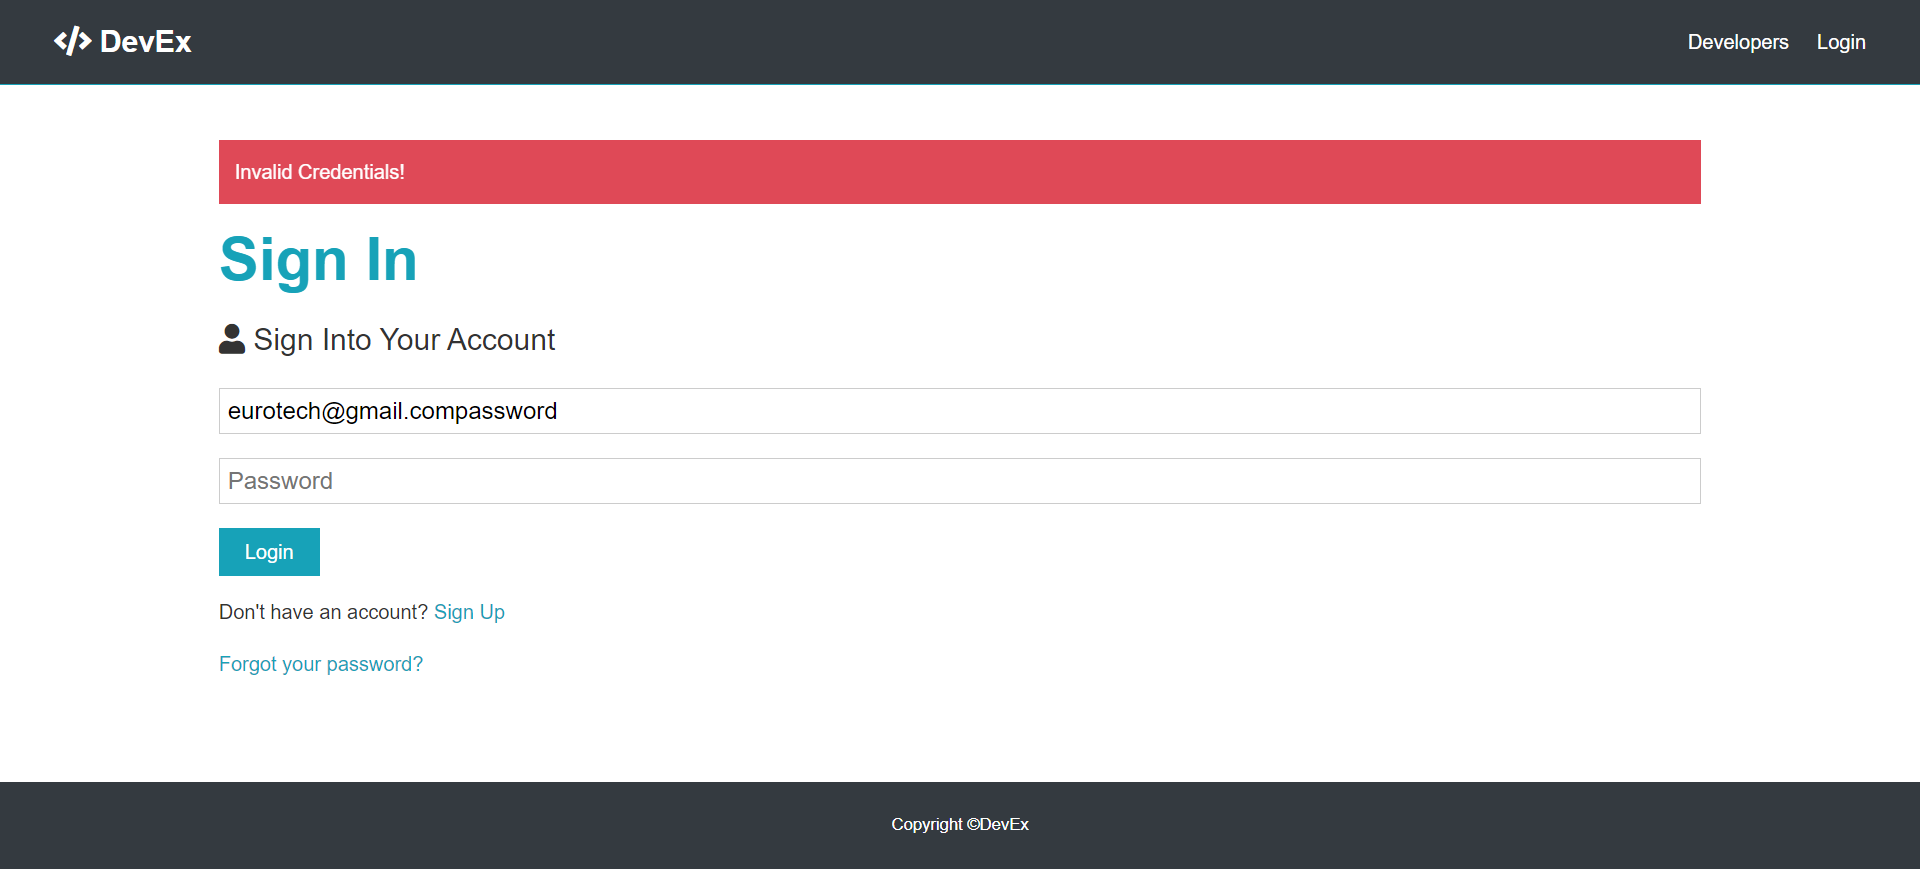 DevEx
Developers Login
Invalid Credentials!
Sign In
Sign Into Your Account
eurotech@gmail.compassword
Password
Login
Don't have an account? Sign Up
Forgot your password?
Copyright ©DevEx